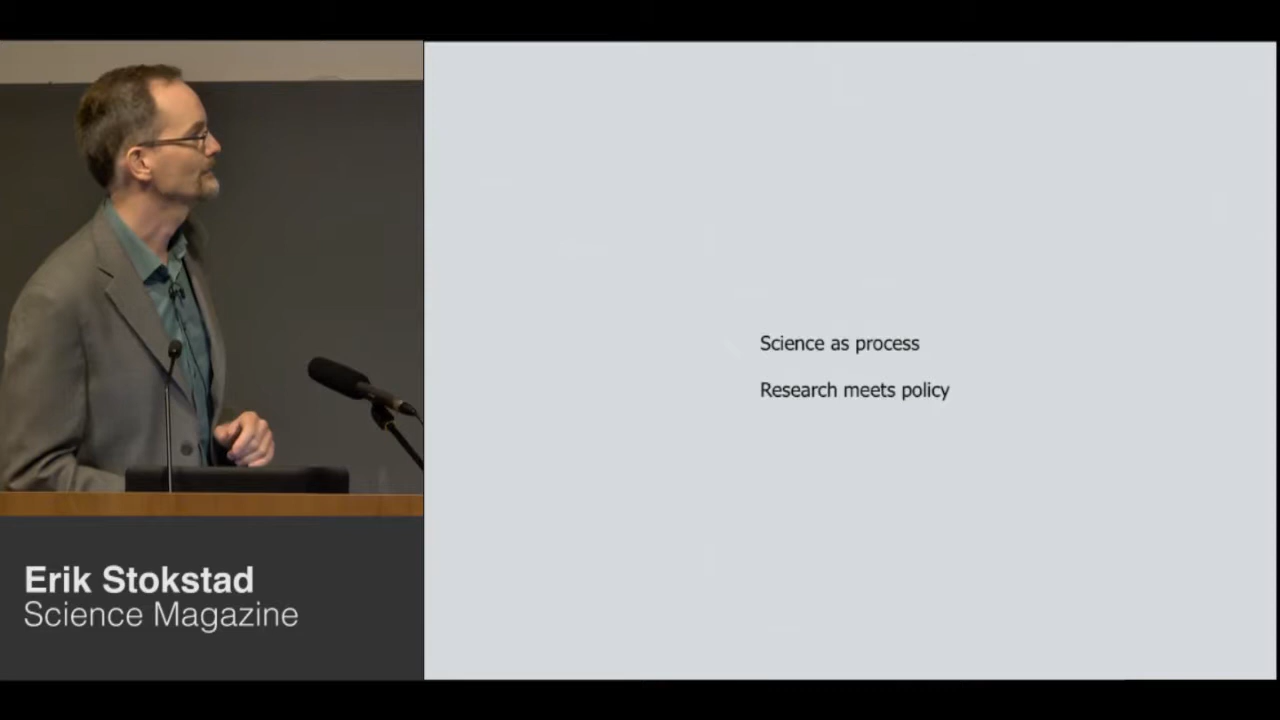 Science as process
Research meets policy
Erik Stokstad
Science Magazine